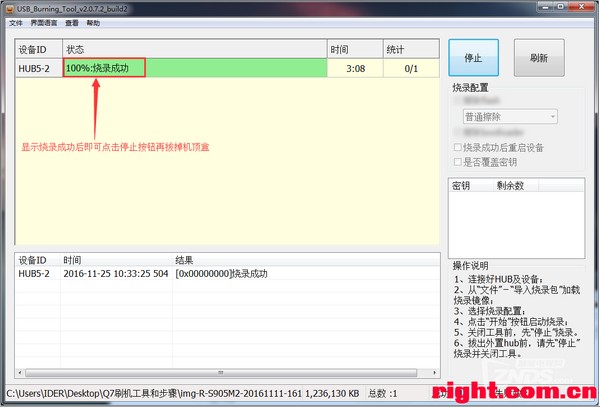 USB_Burning_Tool_v2.0.7.2_build2
文件 界面语言 查看 帮助
设备ID 状态 时间 统计
HUB5-2 100%:烧录成功 3:08 0/1
停止 刷新
显示烧录成功后即可点击停止按钮再拔掉机顶盒
烧录配置
普通擦除
烧录成功后重启设备
是否覆盖密钥
密钥 剩余数
设备ID 时间 结果
HUB5-2 2016-11-25 10:33:25 504 [0x00000000]烧录成功
操作说明
1、连接好HUB及设备;
2、从“文件”-“导入烧录包”加载
烧录镜像;
3、选择烧录配置;
4、点击“开始”按钮启动烧录;
5、关闭工具前,先“停止”烧录。
6、拔出外置hub前,请先“停止”
烧录并关闭工具。
C:\Users\IDER\Desktop\Q7刷机工具和步骤\img-R-S905M2-20161111-161 1,236,130 KB 总数 :1
right.com.cn